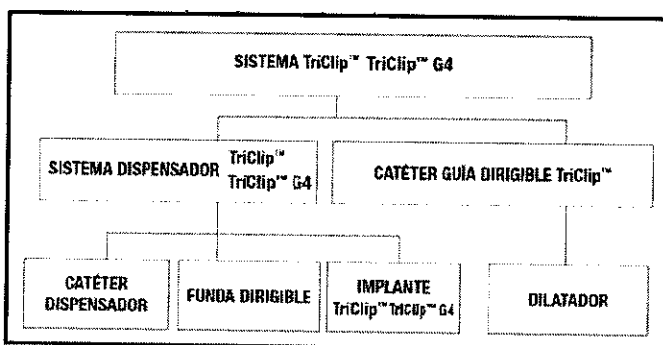 SISTEMA TriClip™ TriClip™ G4
SISTEMA DISPENSADOR TriClip™
TriClip™ G4
CATÉTER GUÍA DIRIGIBLE TriClip™
CATÉTER
DISPENSADOR
FUNDA DIRIGIBLE
IMPLANTE
TriClip™ TriClip™ G4
DILATADOR